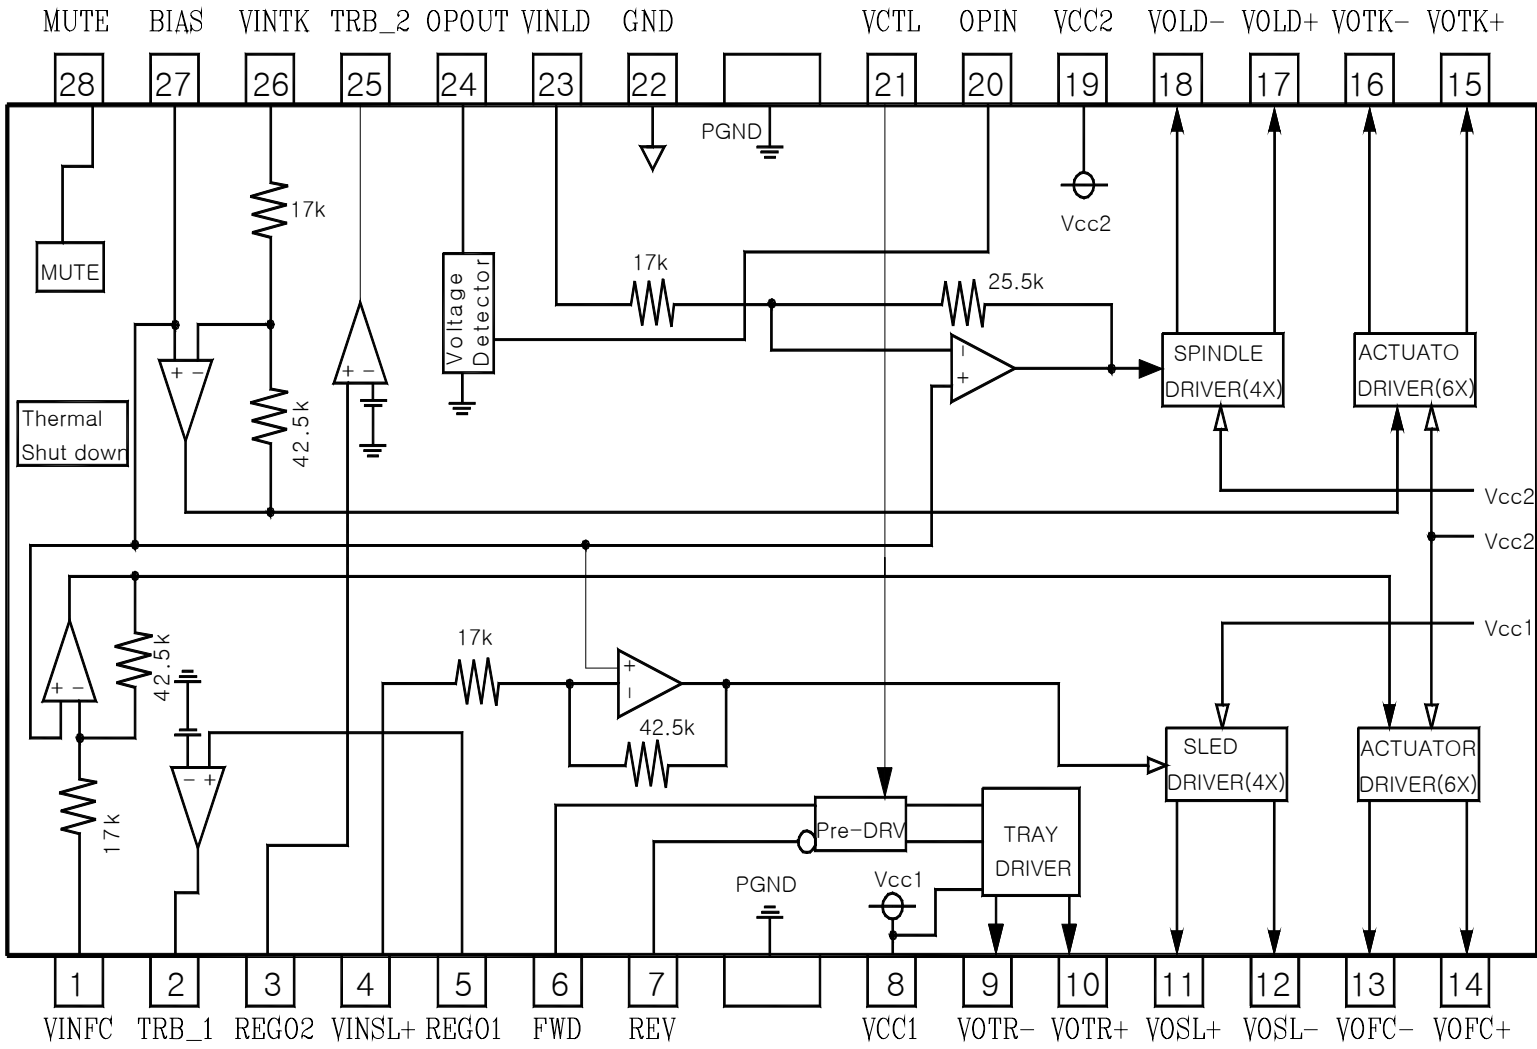 MUTE BIAS VINTK TRB_2 OPOUT VINLD GND VCTL OPIN VCC2 VOLD- VOLD+ VOTK- VOTK+
28 27 26 25 24 23 22 21 20 19 18 17 16 15
PGND
17k
Vcc2
MUTE
17k
25.5k
Voltage
Detector
-
+
SPINDLE
DRIVER(4X)
ACTUATO
DRIVER(6X)
+ -
+ -
42.5k
Thermal
Shut down
Vcc2
Vcc2
Vcc1
42.5k
17k
+
-
+ -
42.5k
SLED
DRIVER(4X)
ACTUATOR
DRIVER(6X)
- +
17k
Pre-DRV
TRAY
DRIVER
PGND
Vcc1
1 2 3 4 5 6 7 8 9 10 11 12 13 14
VINFC TRB_1 REGO2 VINSL+ REGO1 FWD REV VCC1 VOTR- VOTR+ VOSL+ VOSL- VOFC- VOFC+